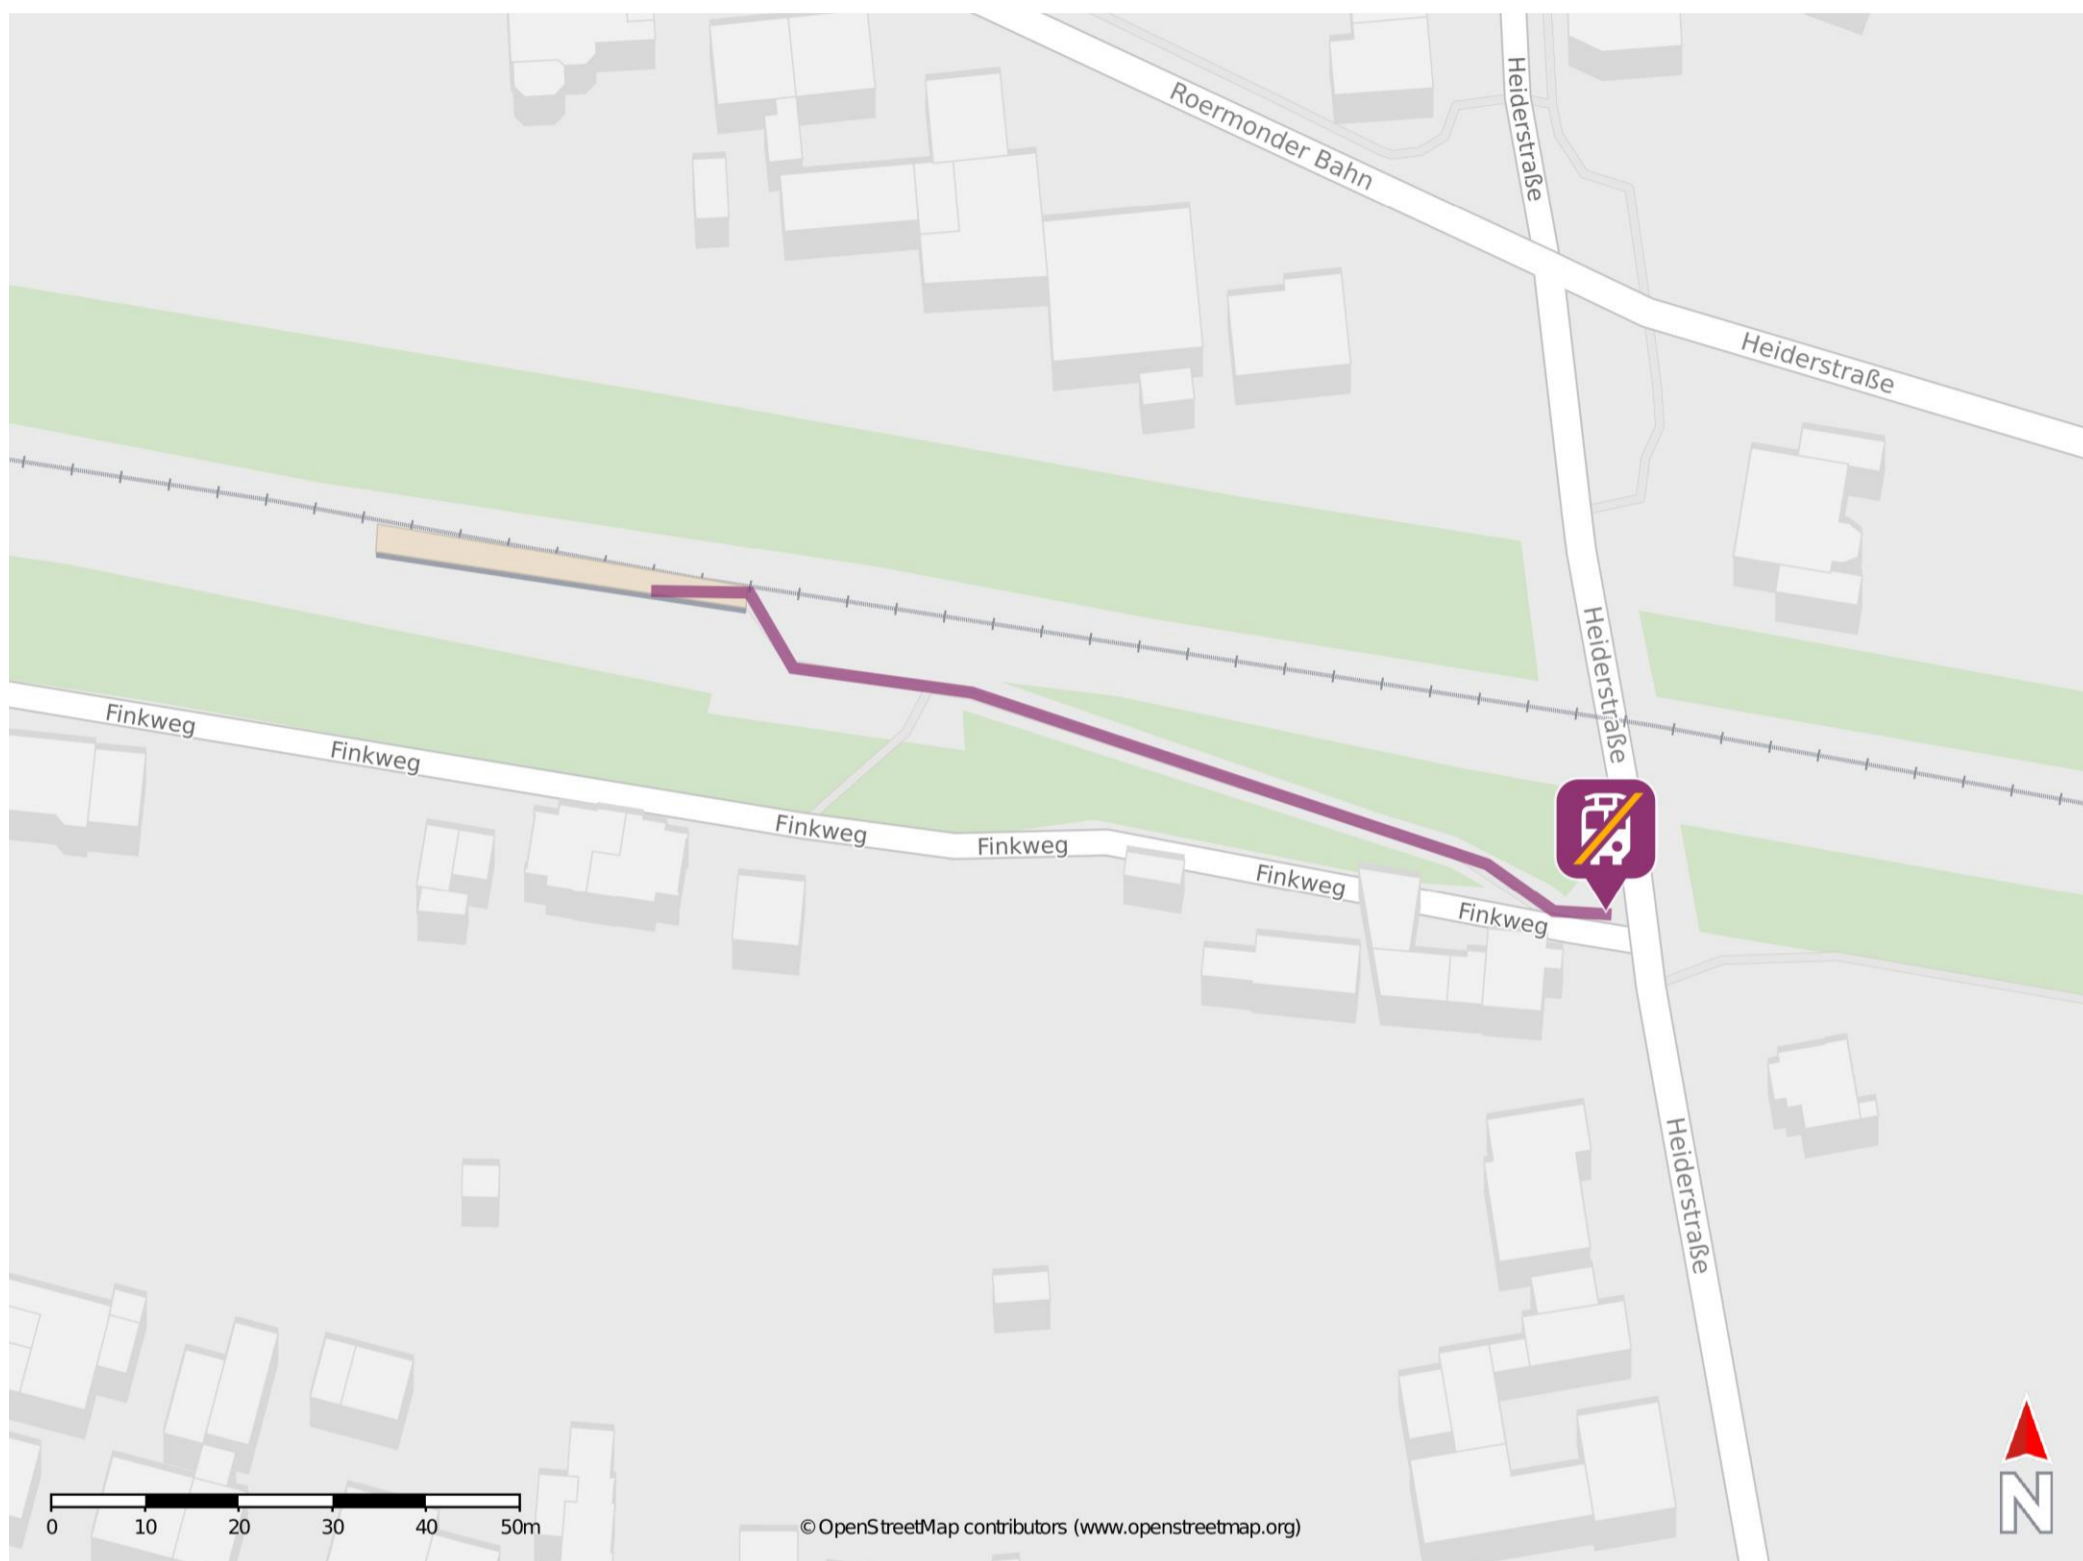 Heiderstraße
Roermonder Bahn
Heiderstraße
Heiderstraße
Finkweg
Finkweg
Finkweg
Finkweg
Finkweg
Finkweg
Heiderstraße
0 10 20 30 40 50m
© OpenStreetMap contributors (www.openstreetmap.org)
N